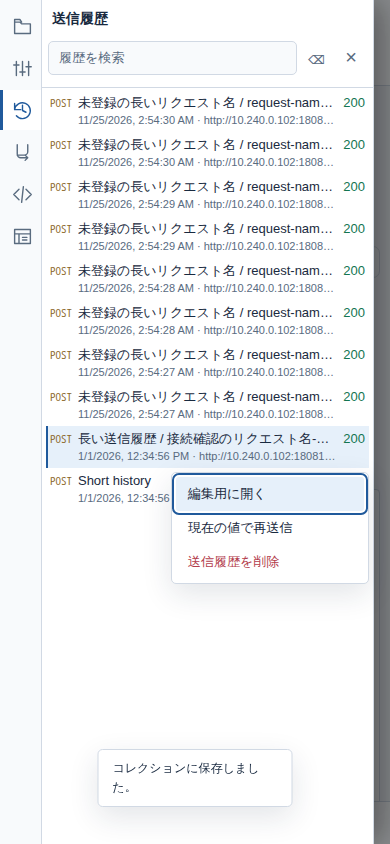 送信履歴
履歴を検索
POST 未登録の長いリクエスト名 / request-nam… 200
11/25/2026, 2:54:30 AM · http://10.240.0.102:1808…
POST 未登録の長いリクエスト名 / request-nam… 200
11/25/2026, 2:54:30 AM · http://10.240.0.102:1808…
POST 未登録の長いリクエスト名 / request-nam… 200
11/25/2026, 2:54:29 AM · http://10.240.0.102:1808…
POST 未登録の長いリクエスト名 / request-nam… 200
11/25/2026, 2:54:29 AM · http://10.240.0.102:1808…
POST 未登録の長いリクエスト名 / request-nam… 200
11/25/2026, 2:54:28 AM · http://10.240.0.102:1808…
POST 未登録の長いリクエスト名 / request-nam… 200
11/25/2026, 2:54:28 AM · http://10.240.0.102:1808…
POST 未登録の長いリクエスト名 / request-nam… 200
11/25/2026, 2:54:27 AM · http://10.240.0.102:1808…
POST 未登録の長いリクエスト名 / request-nam… 200
11/25/2026, 2:54:27 AM · http://10.240.0.102:1808…
POST 長い送信履歴 / 接続確認のリクエスト名-… 200
1/1/2026, 12:34:56 PM · http://10.240.0.102:18081…
POST Short history
1/1/2026, 12:34:56
編集用に開く
現在の値で再送信
送信履歴を削除
コレクションに保存しまし
た。